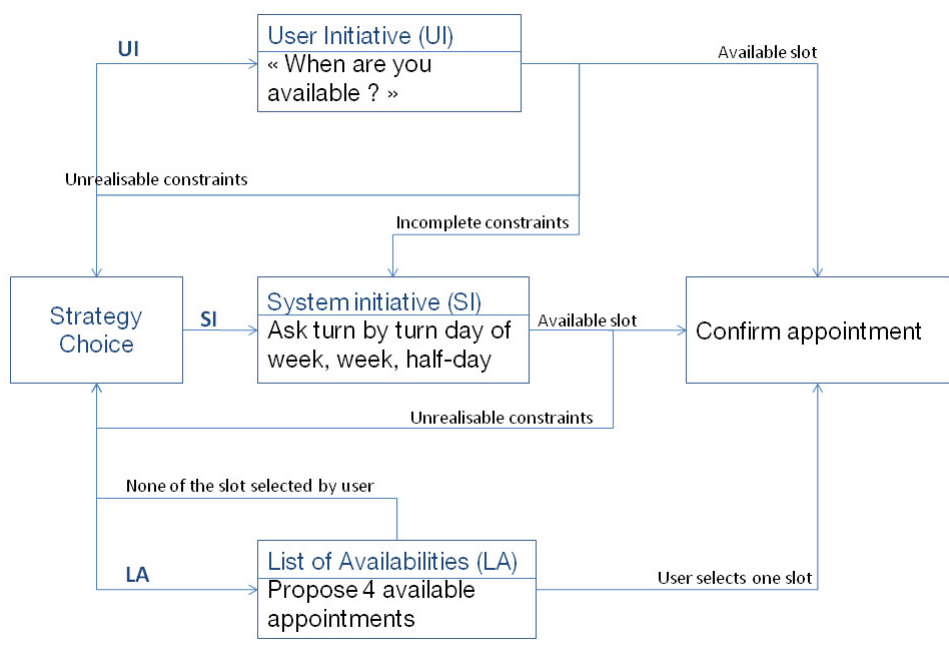 UI
User Initiative (UI)
« When are you
available ? »
Available slot
Unrealisable constraints
Incomplete constraints
Strategy
Choice
SI
System initiative (SI)
Ask turn by turn day of
week, week, half-day
Available slot
Confirm appointment
Unrealisable constraints
None of the slot selected by user
LA
List of Availabilities (LA)
Propose 4 available
appointments
User selects one slot